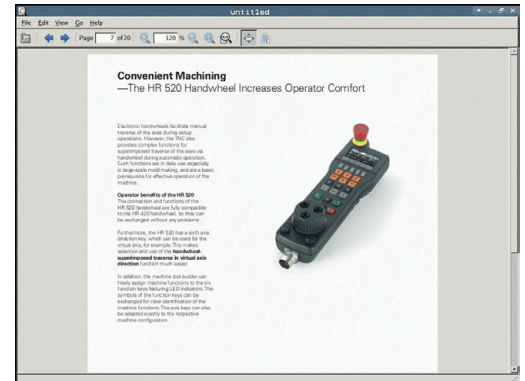 untitled
File Edit View Go Help
Page 7 of 20 120 %
Convenient Machining
—The HR 520 Handwheel Increases Operator Comfort
Electronic handwheels facilitate manual
traverse of the axes during setup
operations. However, the TNC also
provides complex functions for
superimposed traverse of the axes via
handwheel during automatic operation.
Such functions are in daily use especially
in large-scale mold making, and are a basic
prerequisite for effective operation of the
machine.
Operator benefits of the HR 520
The connection and functions of the
HR 520 handwheel are fully compatible
to the HR 420 handwheel, so they can
be exchanged without any problems.
Furthermore, the HR 520 has a sixth axis
direction key, which can be used for the
virtual axis, for example. This makes
selection and use of the handwheel-
superimposed traverse in virtual axis
direction function much easier.
In addition, the machine tool builder can
freely assign machine functions to the six
function keys featuring LED indicators. The
symbols of the function keys can be
exchanged for clear identification of the
machine functions. The axis keys can also
be adapted exactly to the respective
machine configuration.